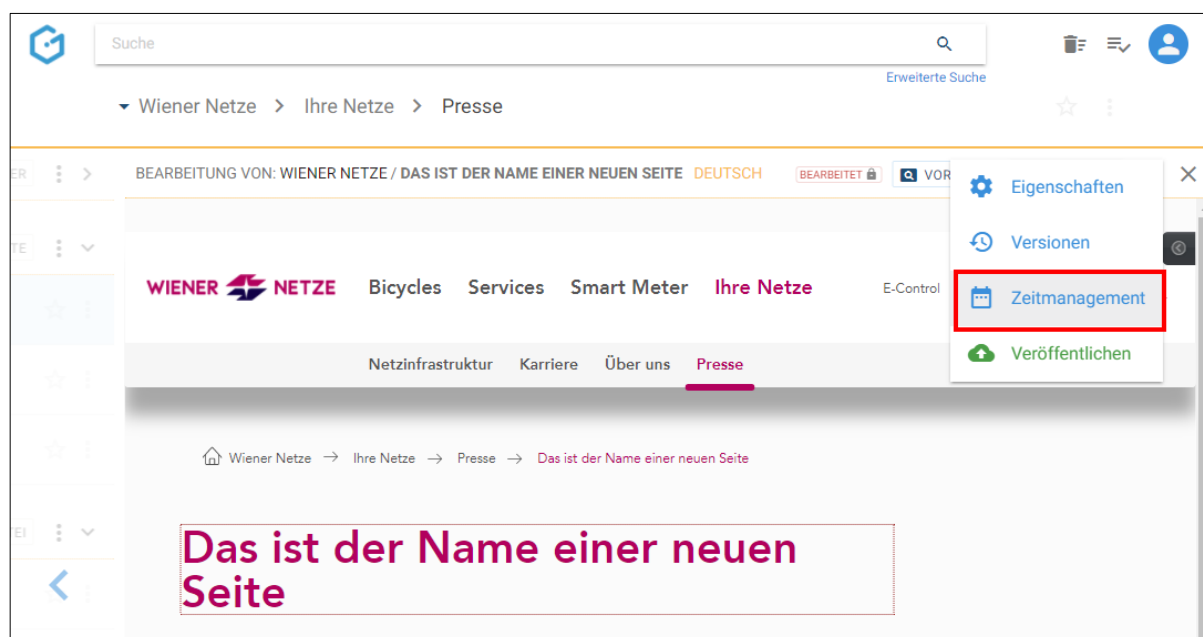 Suche
Erweiterte Suche
Wiener Netze > Ihre Netze > Presse
ER
BEARBEITUNG VON: WIENER NETZE / DAS IST DER NAME EINER NEUEN SEITE DEUTSCH BEARBEITET VOR
Eigenschaften
TE
Versionen
WIENER NETZE Bicycles Services Smart Meter Ihre Netze E-Control
Zeitmanagement
Veröffentlichen
Netzinfrastruktur Karriere Über uns Presse
Wiener Netze → Ihre Netze → Presse → Das ist der Name einer neuen Seite
TEI
Das ist der Name einer neuen
Seite